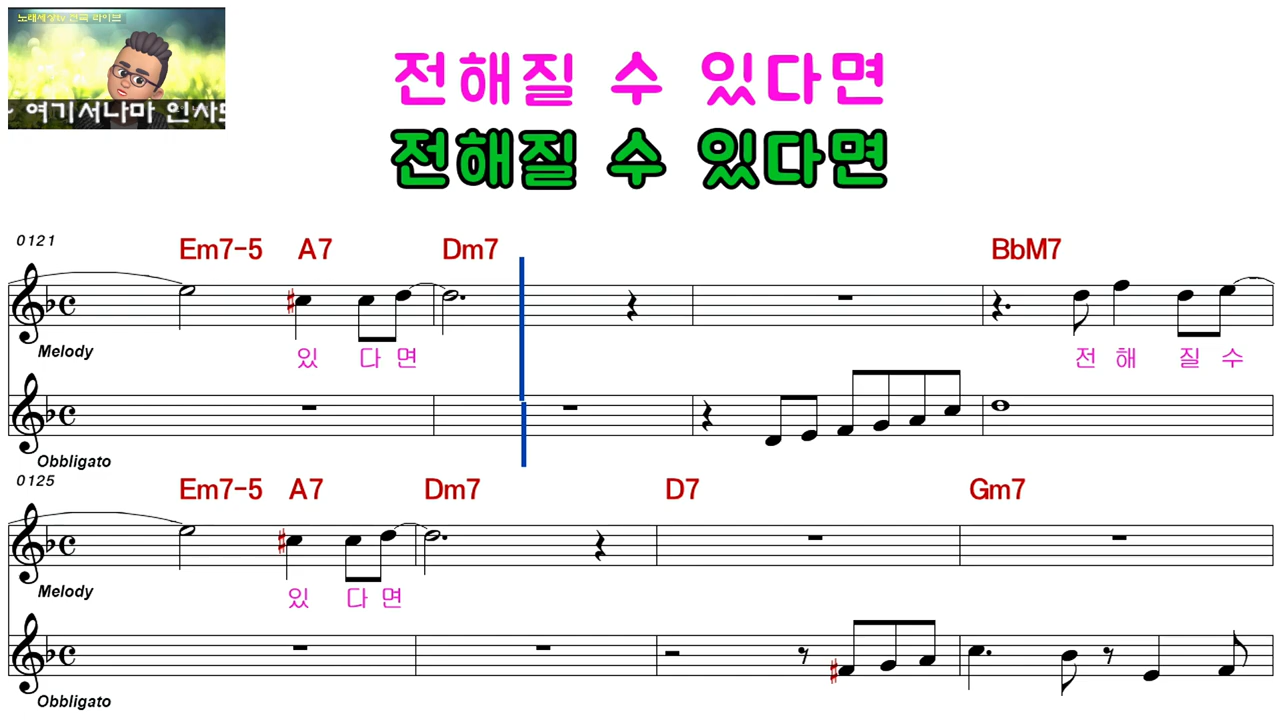 노래세상tv 전국 라이브
~ 여기서나마 인사드
전해질 수 있다면
전해질 수 있다면
0121
Em7-5 A7 Dm7 BbM7
Melody
있 다 면 전 해 질 수
Obbligato
0125
Em7-5 A7 Dm7 D7 Gm7
Melody
있 다 면
Obbligato